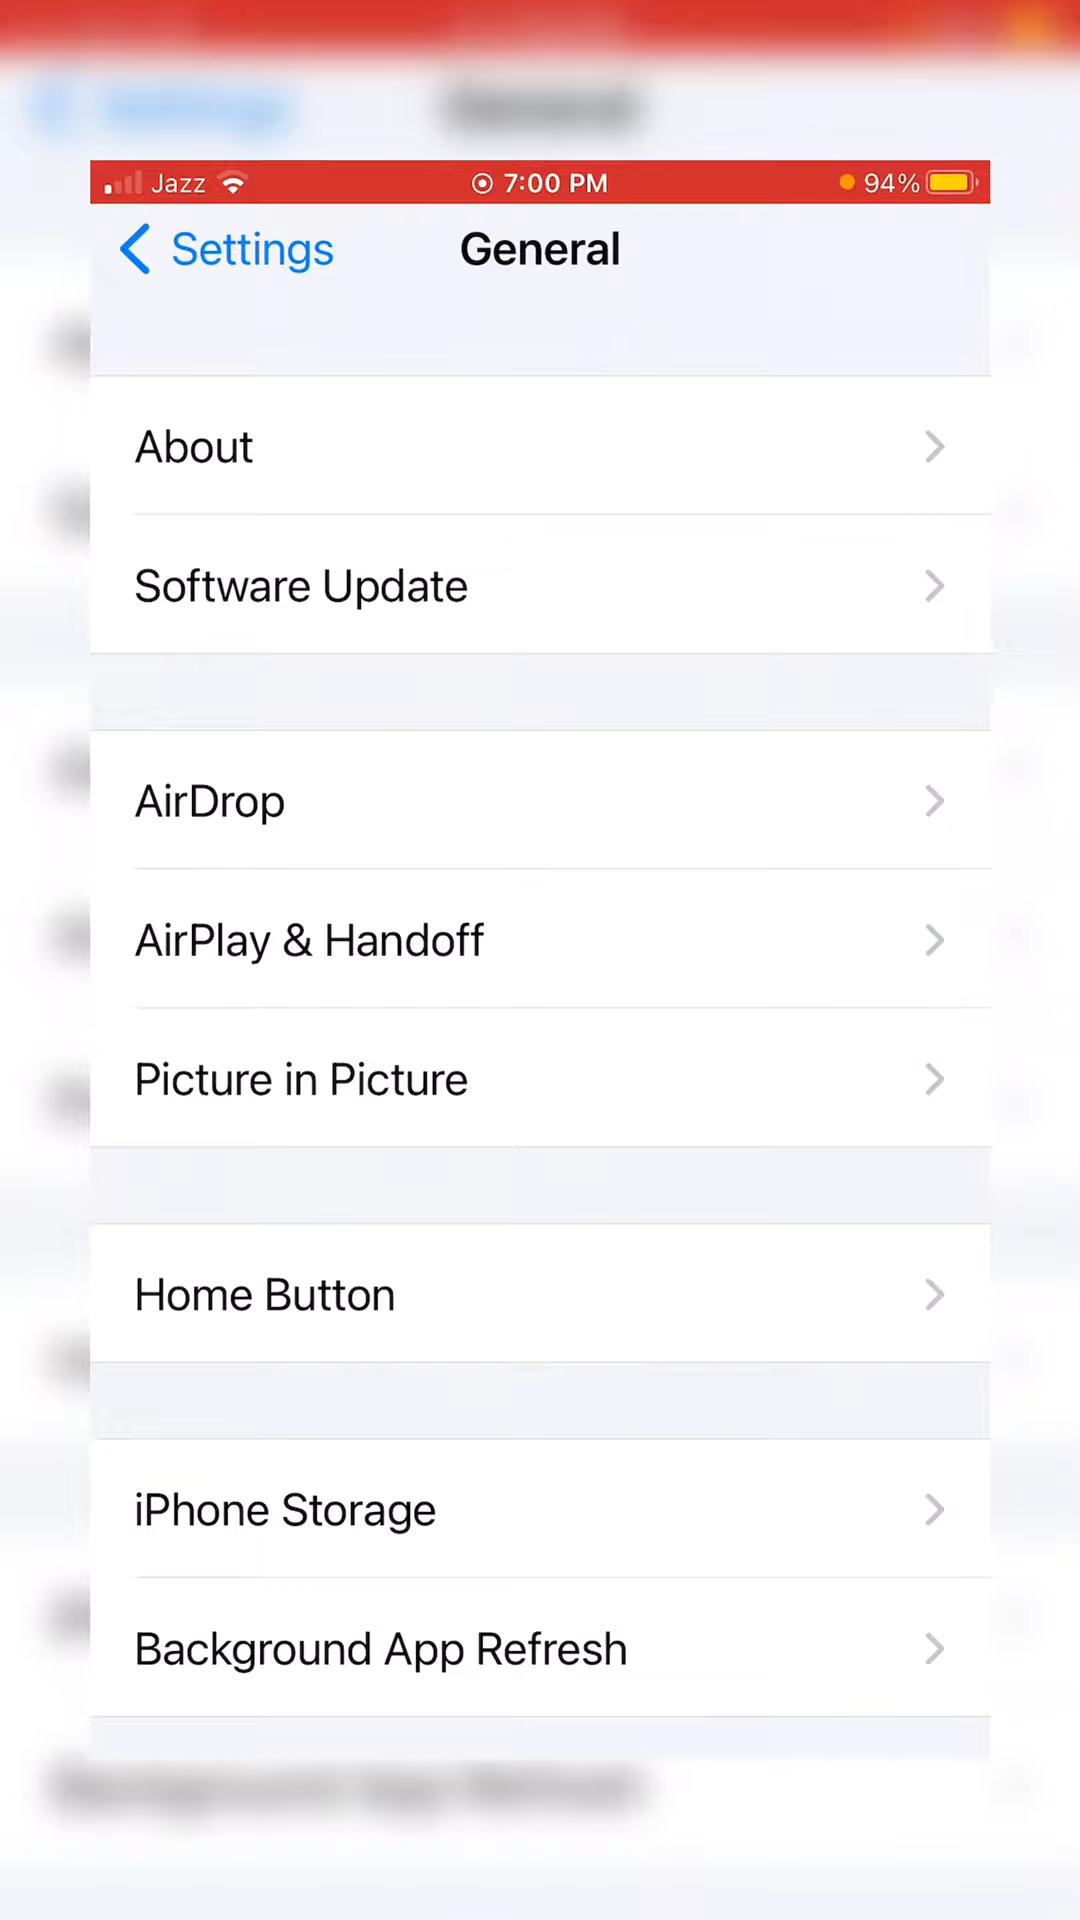 Jazz 7:00 PM 94%
Settings General
About
Software Update
AirDrop
AirPlay & Handoff
Picture in Picture
Home Button
iPhone Storage
Background App Refresh